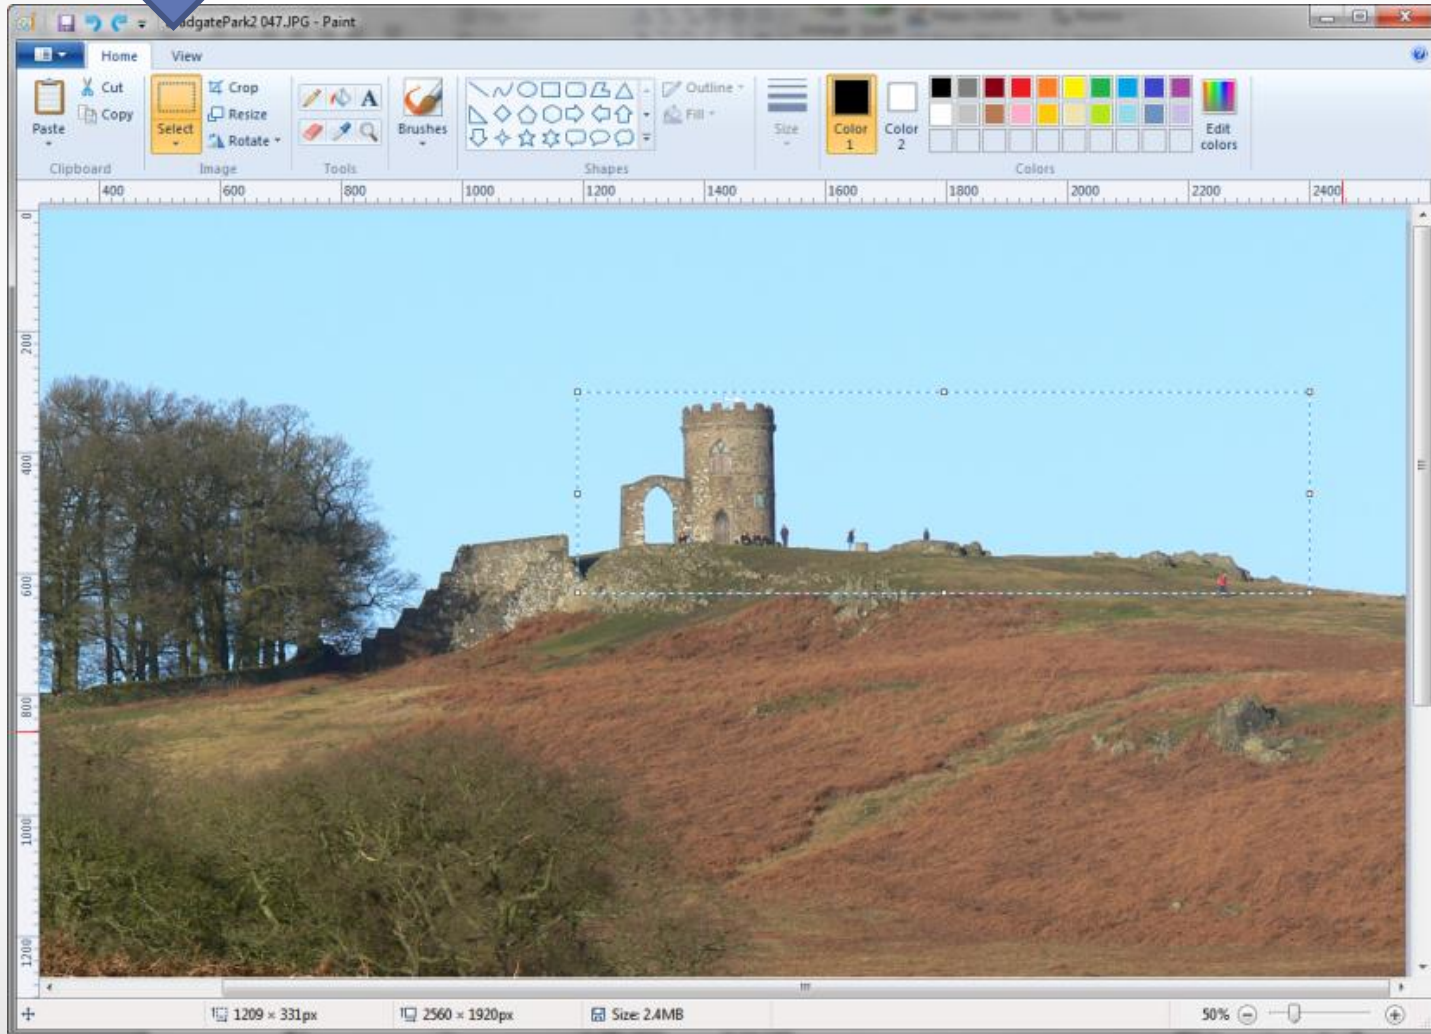 dgatePark2 047.JPG - Paint
Home View
Cut
Copy
Paste
Clipboard
Select
Crop
Resize
Rotate
Image
A
Tools
Brushes
Outline
Fill
Shapes
Size
Color 1
Color 2
Edit colors
Colors
400 600 800 1000 1200 1400 1600 1800 2000 2200 2400
0
200
400
600
800
1000
1200
1209 × 331px 2560 × 1920px Size: 2.4MB 50%